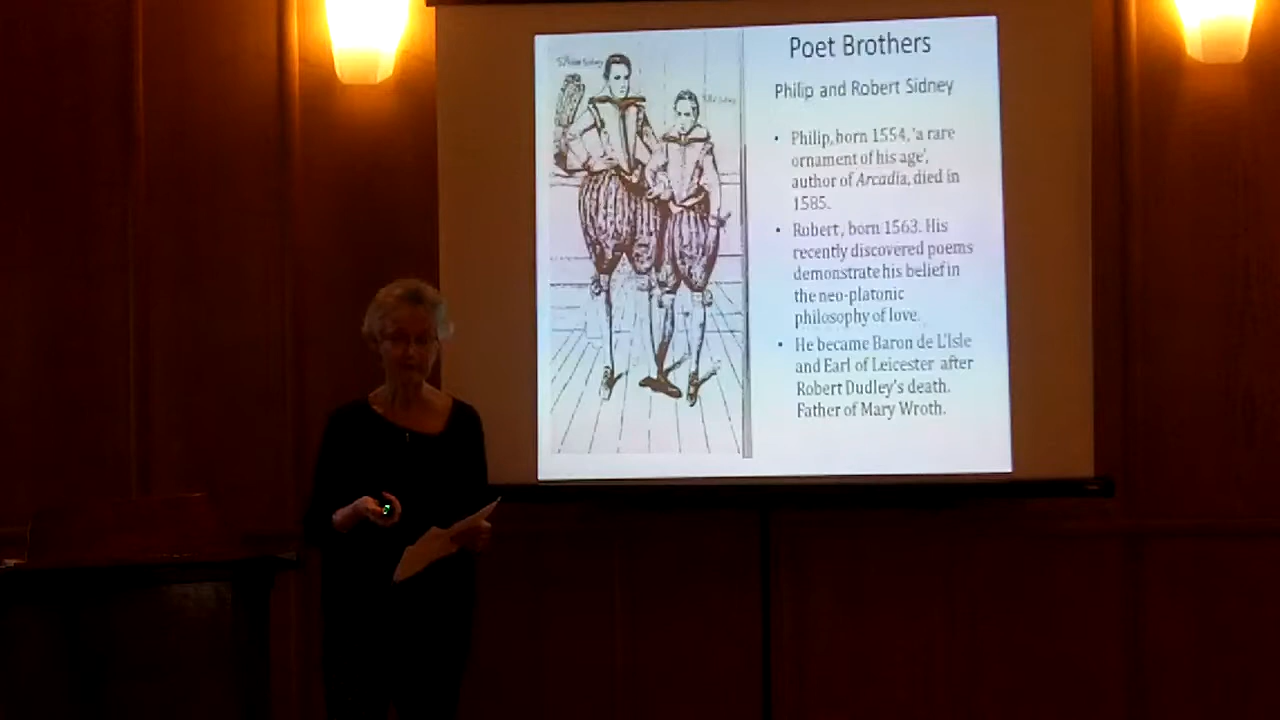 Poet Brothers
Philip and Robert Sidney
• Philip, born 1554, 'a rare
ornament of his age',
author of Arcadia, died in
1585.
• Robert, born 1563. His
recently discovered poems
demonstrate his belief in
the neo-platonic
philosophy of love.
• He became Baron de L'Isle
and Earl of Leicester after
Robert Dudley's death.
Father of Mary Wroth.
Sidney